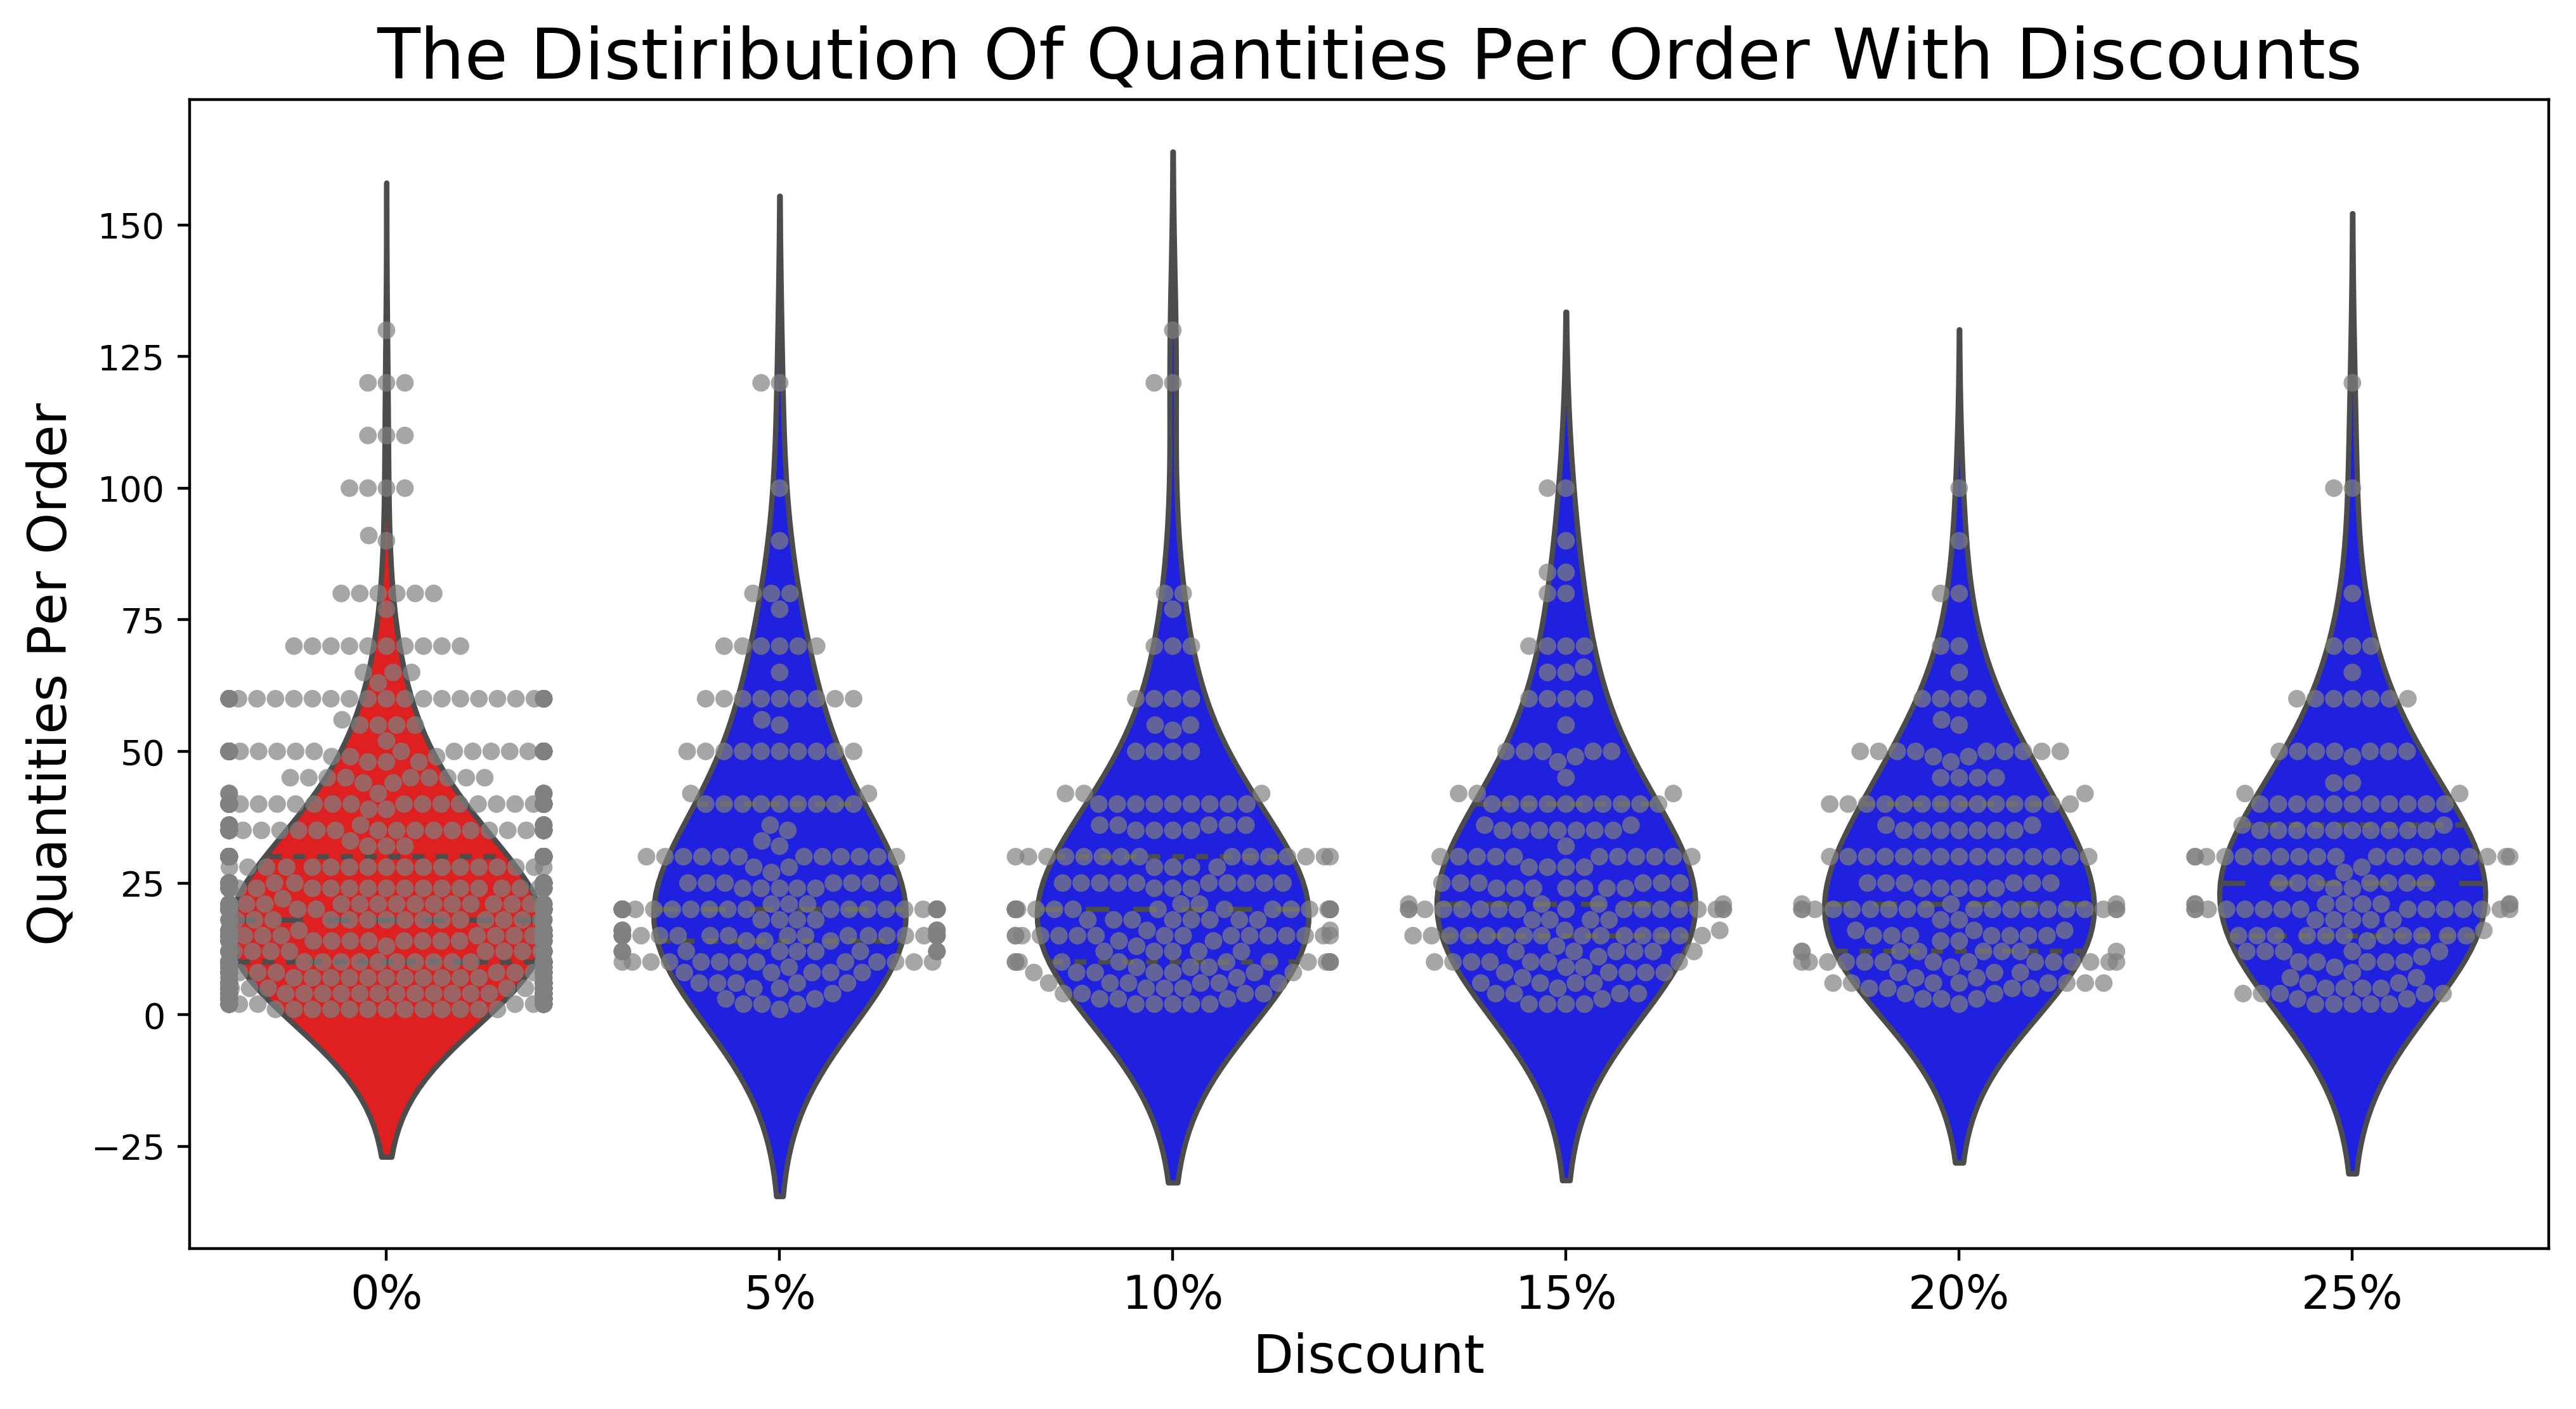 The Distiribution Of Quantities Per Order With Discounts
Quantities Per Order
150
125
100
75
50
25
0
−25
0% 5% 10% 15% 20% 25%
Discount